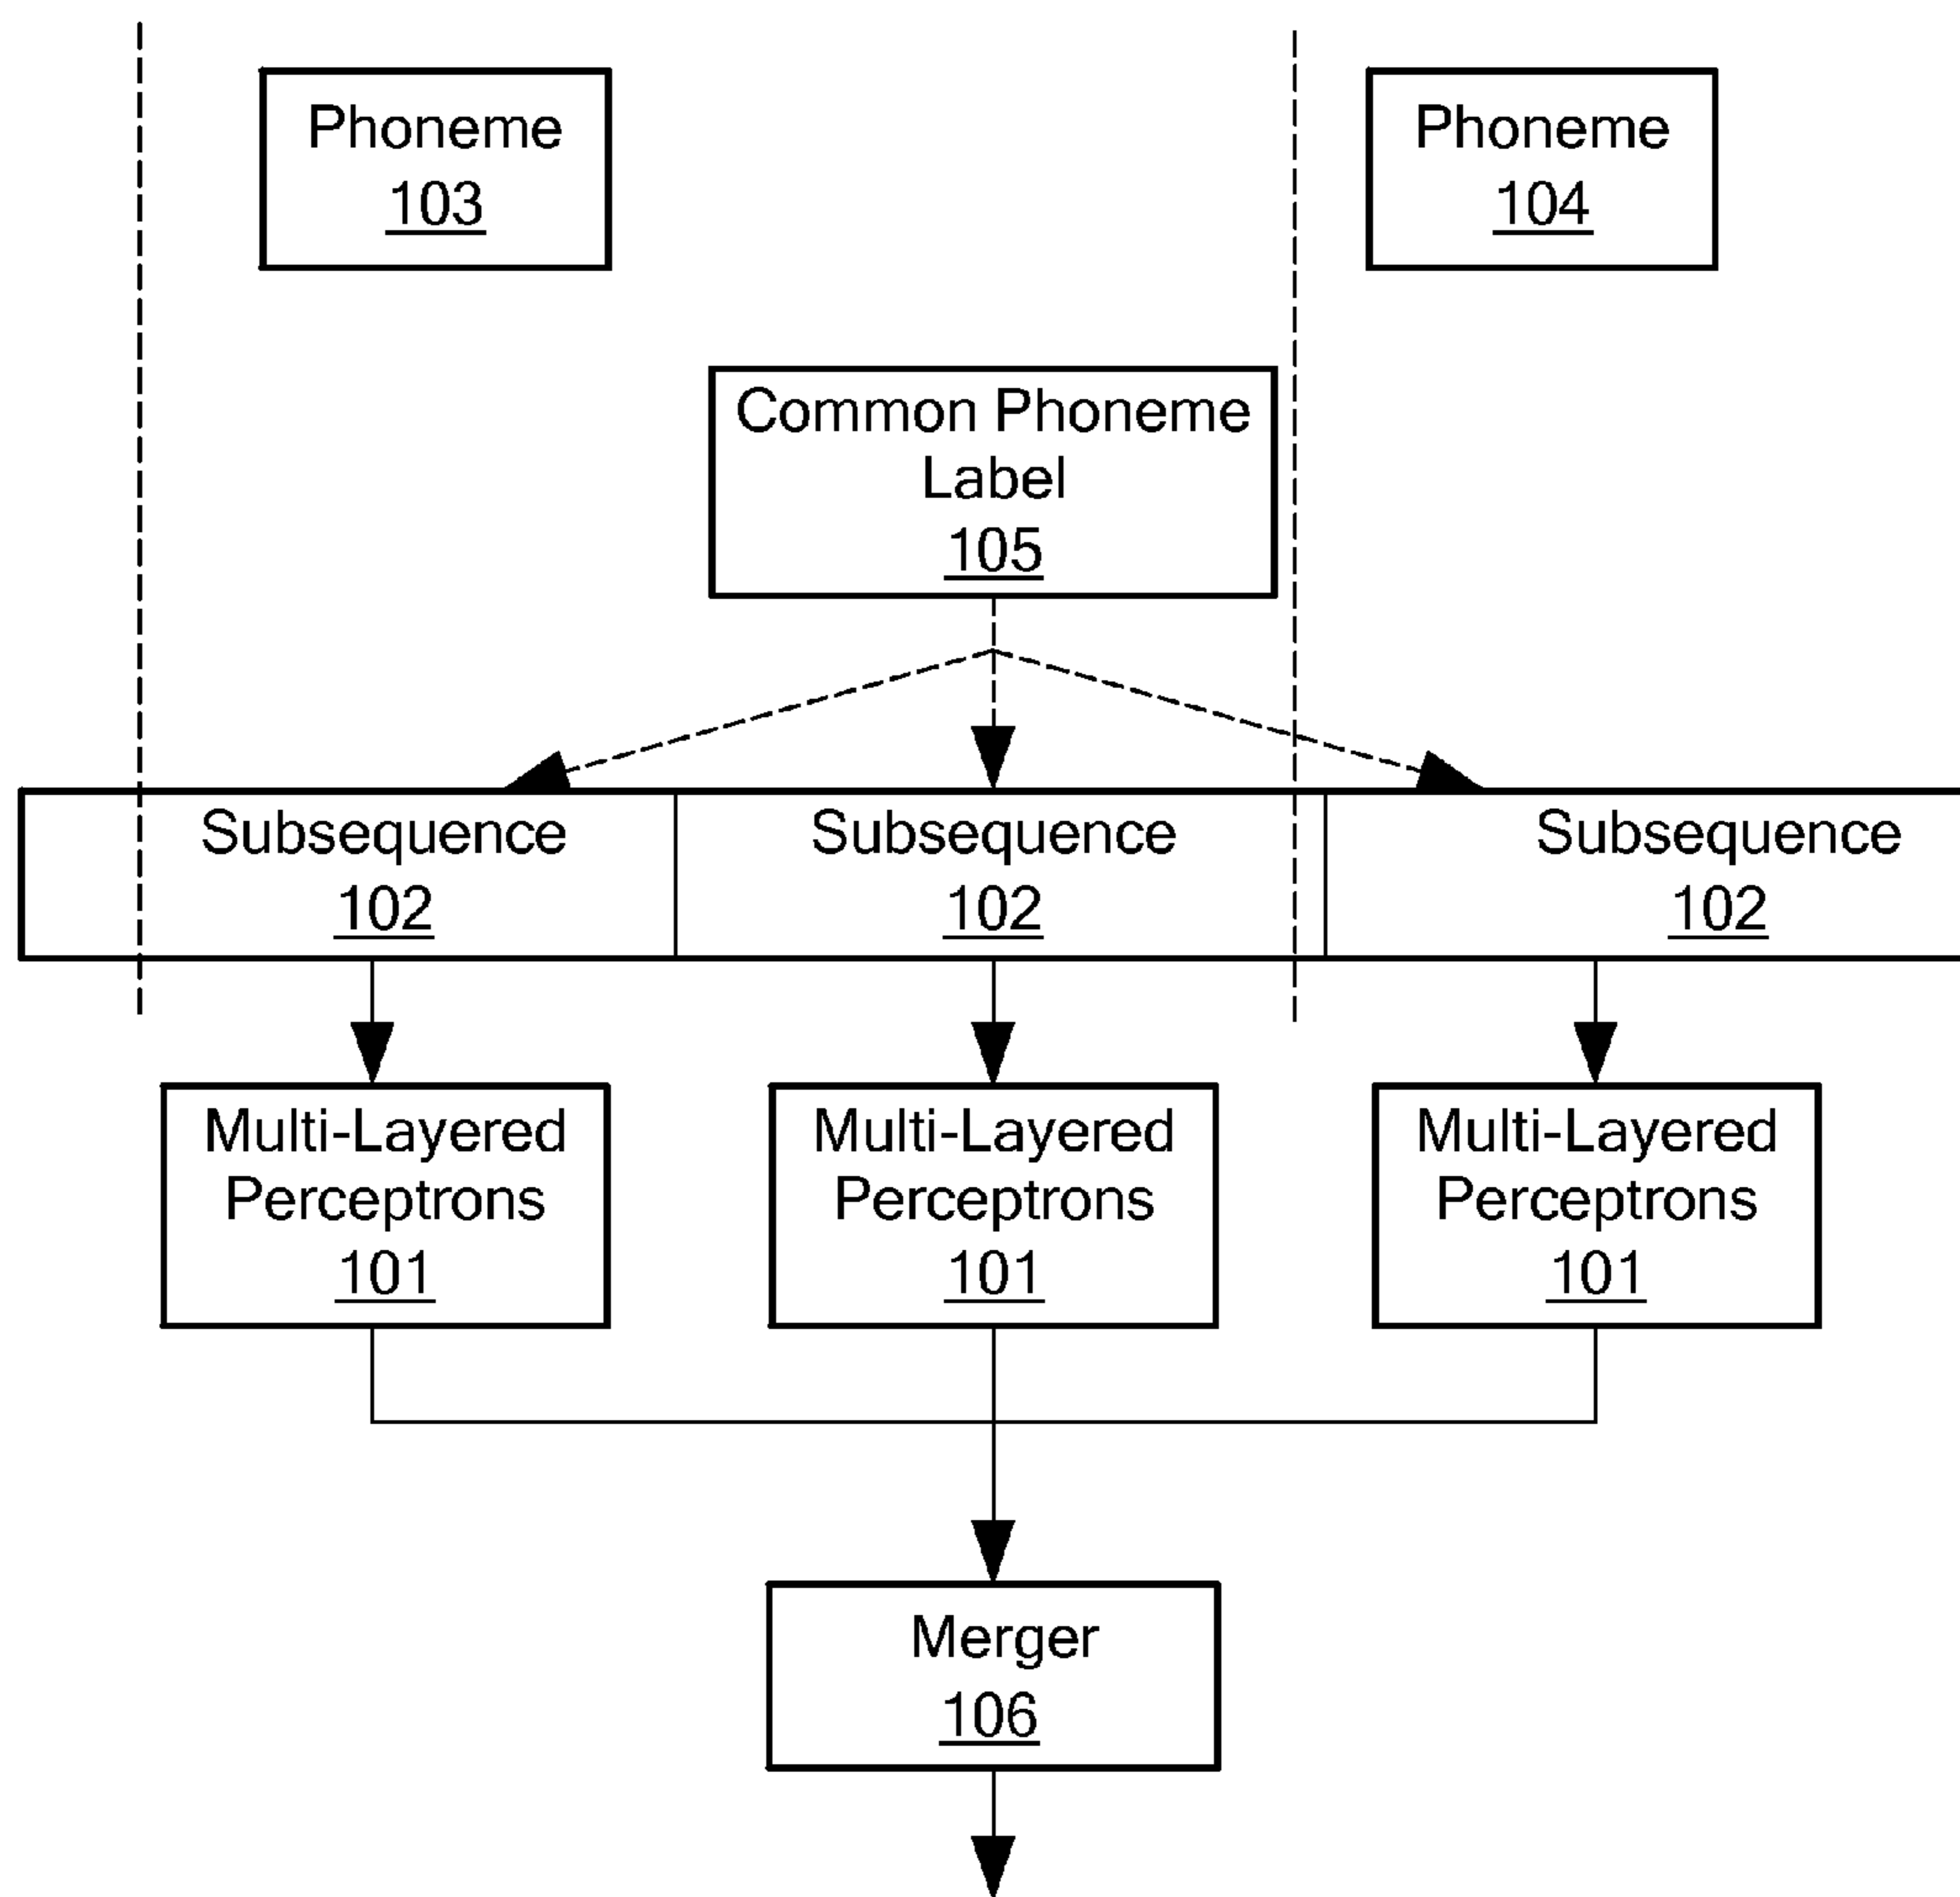 Phoneme
103
Phoneme
104
Common Phoneme
Label
105
Subsequence
102
Subsequence
102
Subsequence
102
Multi-Layered
Perceptrons
101
Multi-Layered
Perceptrons
101
Multi-Layered
Perceptrons
101
Merger
106